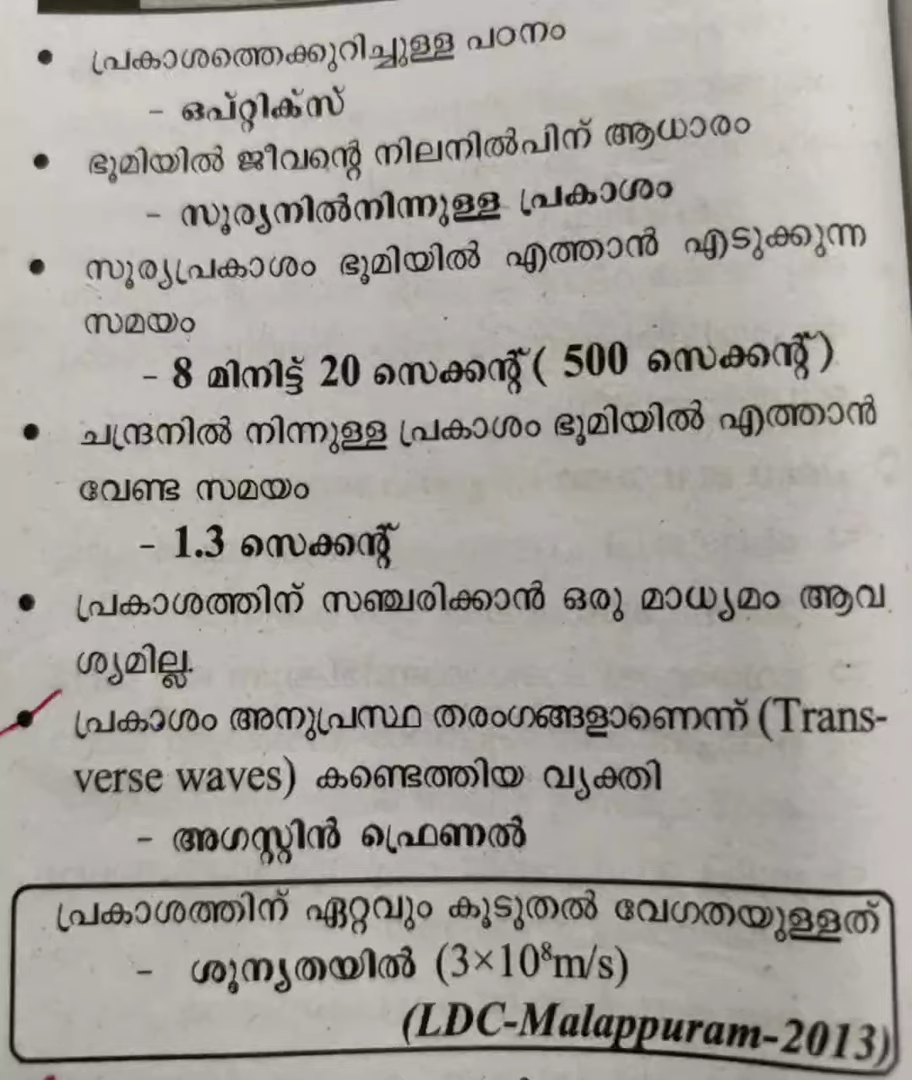 • പ്രകാശത്തെക്കുറിച്ചുള്ള പഠനം
- ഒപ്റ്റിക്സ്
• ഭൂമിയിൽ ജീവന്റെ നിലനിൽപിന് ആധാരം
- സൂര്യനിൽനിന്നുള്ള പ്രകാശം
• സൂര്യപ്രകാശം ഭൂമിയിൽ എത്താൻ എടുക്കുന്ന
സമയം
- 8 മിനിട്ട് 20 സെക്കന്റ് ( 500 സെക്കന്റ് )
• ചന്ദ്രനിൽ നിന്നുള്ള പ്രകാശം ഭൂമിയിൽ എത്താൻ
വേണ്ട സമയം
- 1.3 സെക്കന്റ്
• പ്രകാശത്തിന് സഞ്ചരിക്കാൻ ഒരു മാധ്യമം ആവ
ശ്യമില്ല.
• പ്രകാശം അനുപ്രസ്ഥ തരംഗങ്ങളാണെന്ന് (Trans-
verse waves) കണ്ടെത്തിയ വ്യക്തി
- അഗസ്റ്റിൻ ഫ്രെണൽ
പ്രകാശത്തിന് ഏറ്റവും കൂടുതൽ വേഗതയുള്ളത്
- ശൂന്യതയിൽ (3×10⁸m/s)
(LDC-Malappuram-2013)